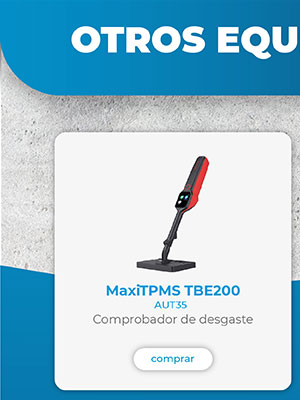 OTROS EQU
MaxiTPMS TBE200
AUT35
Comprobador de desgaste
comprar